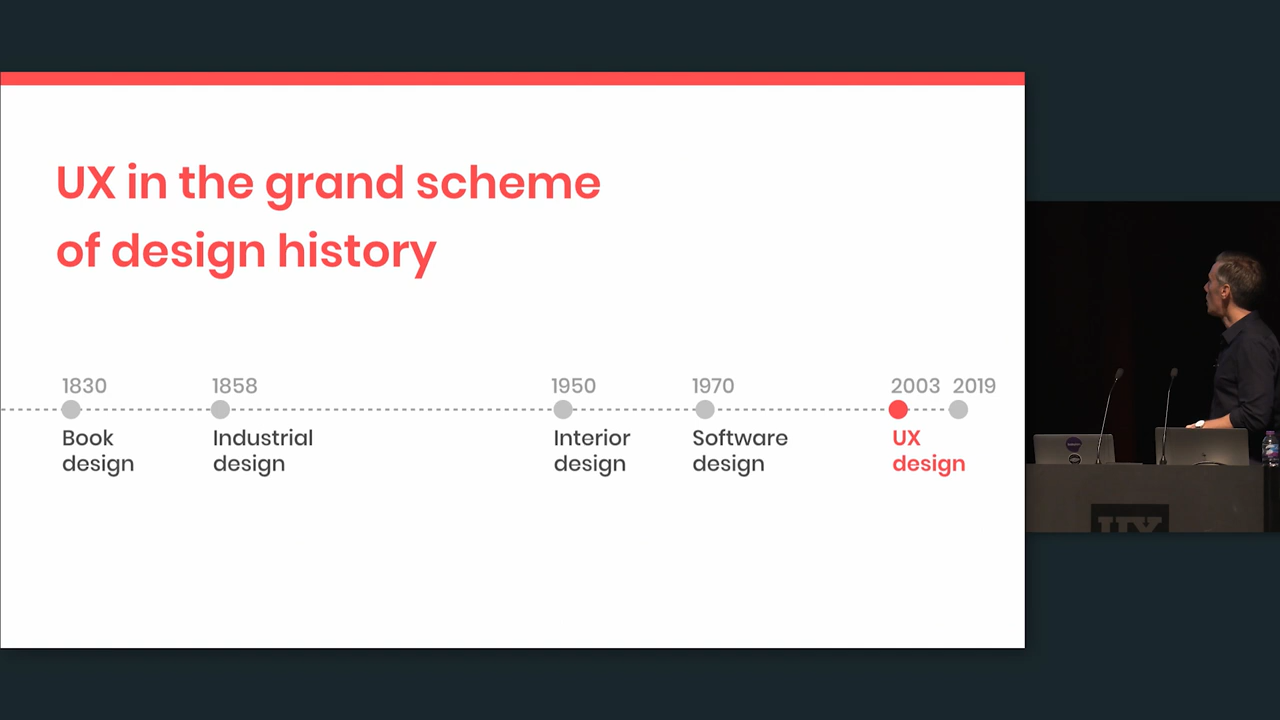 UX in the grand scheme
of design history
1830
1858
1950
1970
2003
2019
Book
design
Industrial
design
Interior
design
Software
design
UX
design
UX